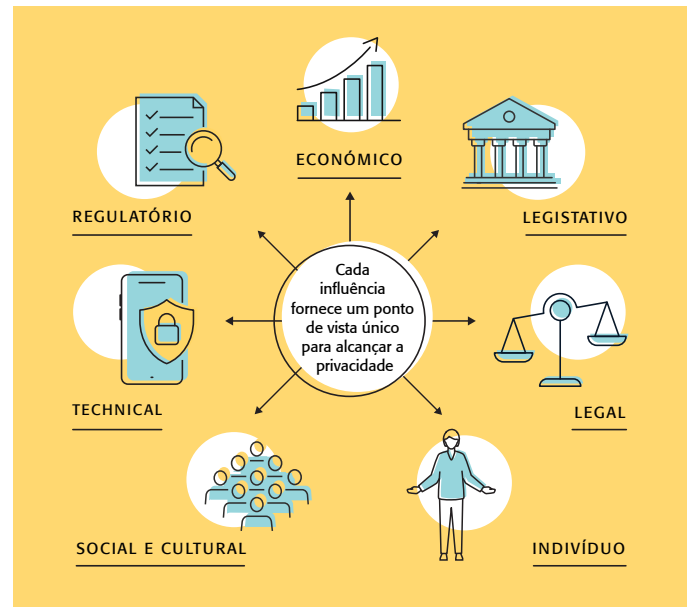 ECONÓMICO
REGULATÓRIO
LEGISTATIVO
Cada
influência
fornece um ponto
de vista único
para alcançar a
privacidade
TECHNICAL
LEGAL
SOCIAL E CULTURAL
INDIVÍDUO